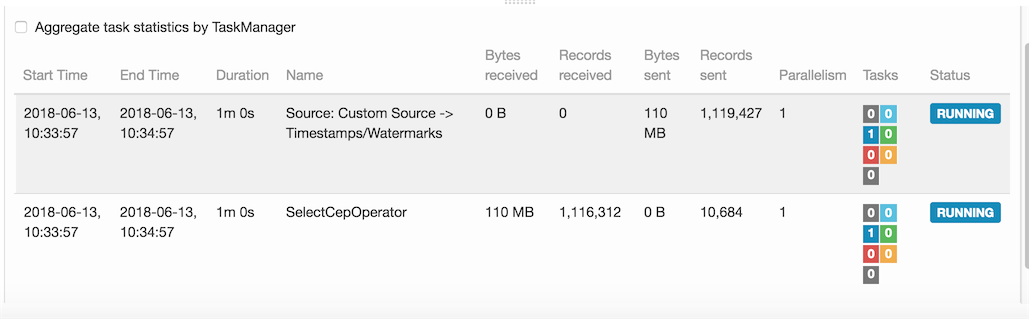 Aggregate task statistics by TaskManager
Bytes Records Bytes Records
Start Time End Time Duration Name received received sent sent Parallelism Tasks Status
2018-06-13, 2018-06-13, 1m 0s Source: Custom Source -> 0 B 0 110 1,119,427 1 0 0 RUNNING
10:33:57 10:34:57 Timestamps/Watermarks MB 1 0
0 0
0
2018-06-13, 2018-06-13, 1m 0s SelectCepOperator 110 MB 1,116,312 0 B 10,684 1 0 0 RUNNING
10:33:57 10:34:57 1 0
0 0
0